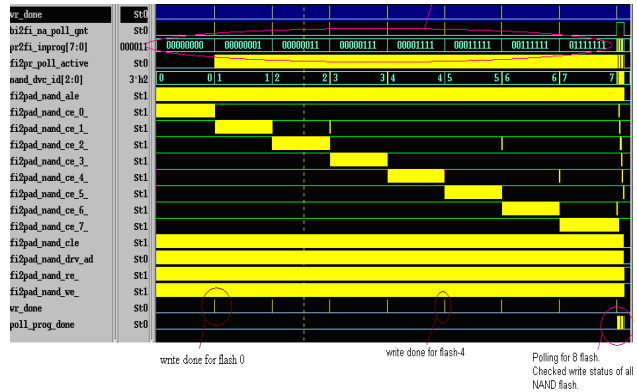 vr_done St0
bi2fi_na_poll_gnt St0
pr2fi_inprog[7:0] 000011 00000000 00000001 00000011 00000111 00001111 00011111 00111111 01111111
fi2pr_poll_active St0
nand_dvc_id[2:0] 3'h2 0 0 1 1 2 2 3 3 4 4 5 5 6 6 7 7
fi2pad_nand_ale St1
fi2pad_nand_ce_0_ St1
fi2pad_nand_ce_1_ St1
fi2pad_nand_ce_2_ St1
fi2pad_nand_ce_3_ St1
fi2pad_nand_ce_4_ St1
fi2pad_nand_ce_5_ St1
fi2pad_nand_ce_6_ St1
fi2pad_nand_ce_7_ St1
fi2pad_nand_cle St1
fi2pad_nand_drv_ad St0
fi2pad_nand_re_ St1
fi2pad_nand_we_ St1
vr_done St0
poll_prog_done St0
write done for flash 0
write done for flash-4
Polling for 8 flash.
Checked write status of all
NAND flash.